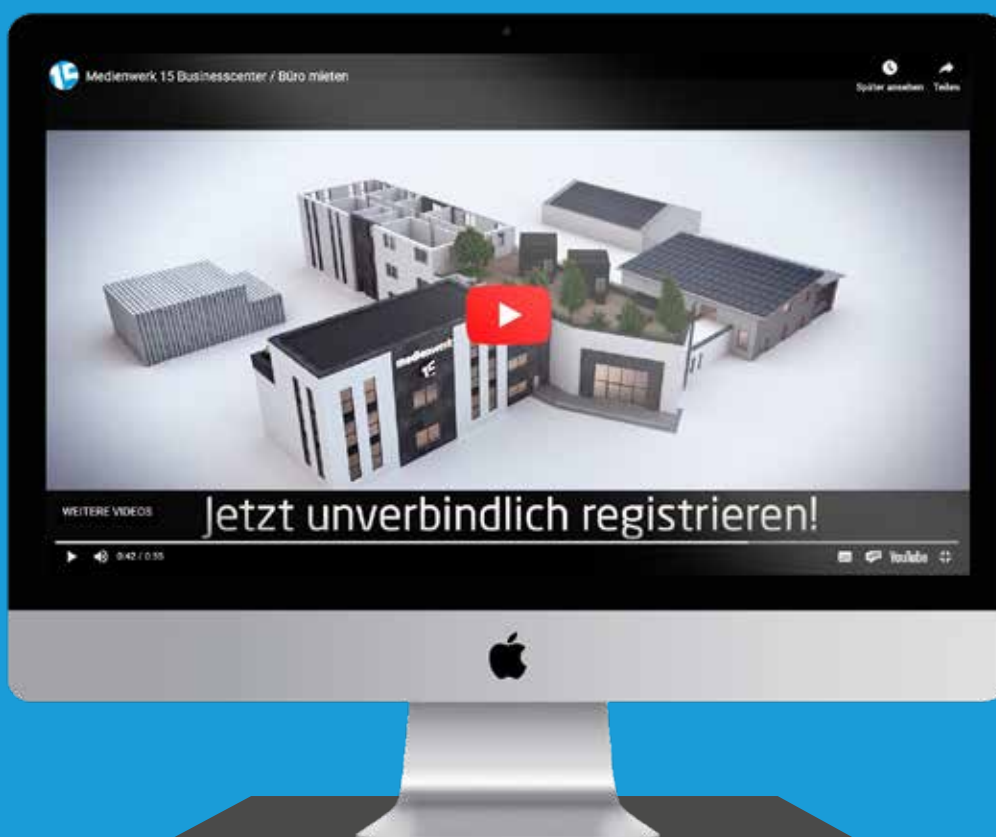 Medienwerk 15 Businesscenter / Büro mieten
Später ansehen
Teilen
medienwerk
15
WEITERE VIDEOS
Jetzt unverbindlich registrieren!
0:42 / 0:55
YouTube